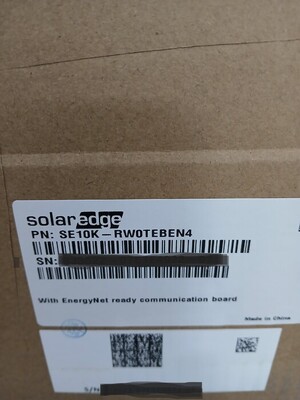 solaredge
PN: SE10K-RW0TEBEN4
SN:
With EnergyNet ready communication board
Made in China
S/N